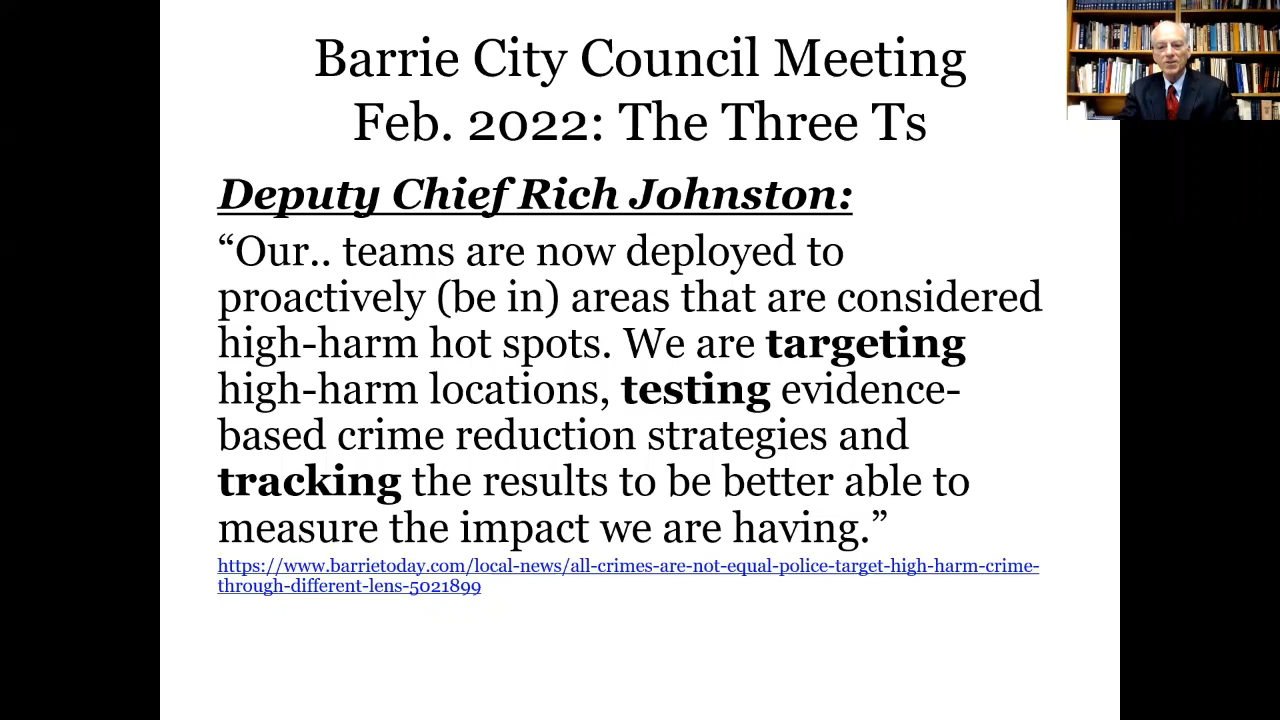 Barrie City Council Meeting
Feb. 2022: The Three Ts
Deputy Chief Rich Johnston:
“Our.. teams are now deployed to
proactively (be in) areas that are considered
high-harm hot spots. We are targeting
high-harm locations, testing evidence-
based crime reduction strategies and
tracking the results to be better able to
measure the impact we are having.”
https://www.barrietoday.com/local-news/all-crimes-are-not-equal-police-target-high-harm-crime-
through-different-lens-5021899